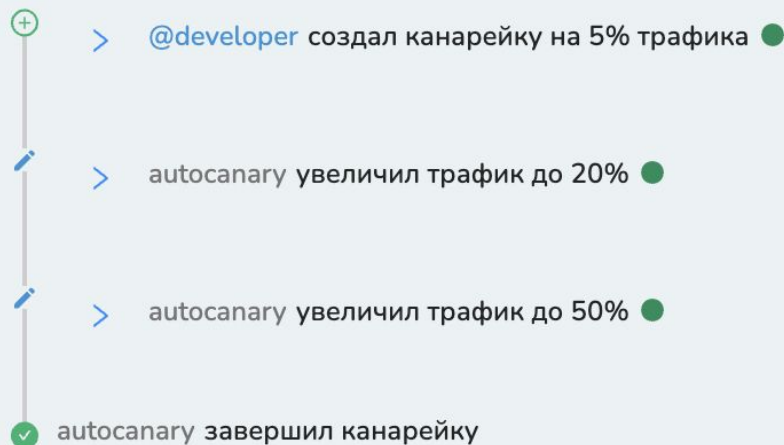 @developer создал канарейку на 5% трафика
autocanary увеличил трафик до 20%
autocanary увеличил трафик до 50%
autocanary завершил канарейку